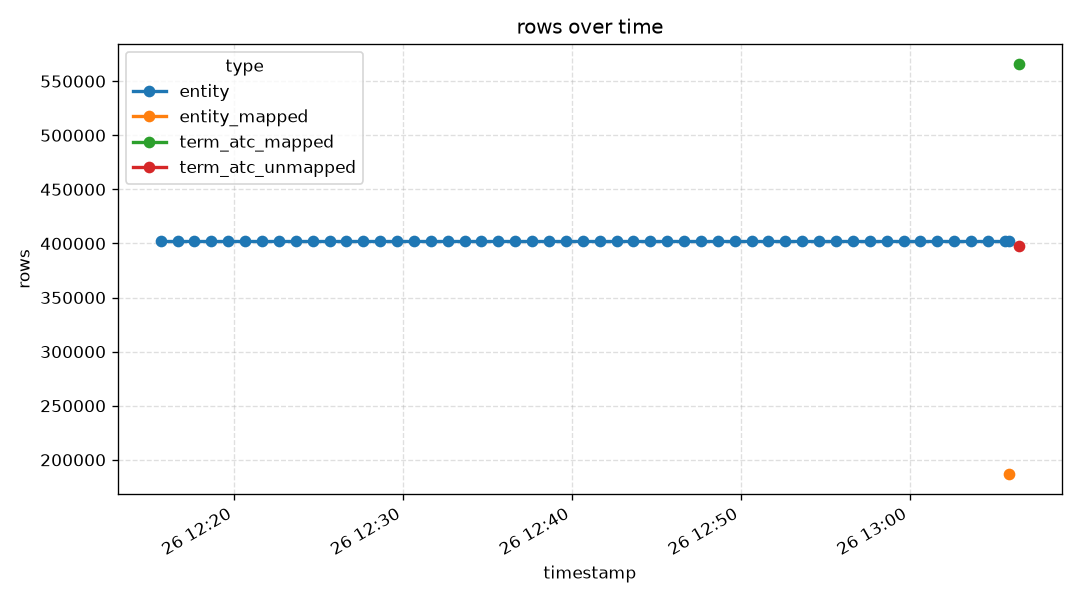 rows over time
type
entity
entity_mapped
term_atc_mapped
term_atc_unmapped
rows
550000
500000
450000
400000
350000
300000
250000
200000
26 12:20
26 12:30
26 12:40
26 12:50
26 13:00
timestamp